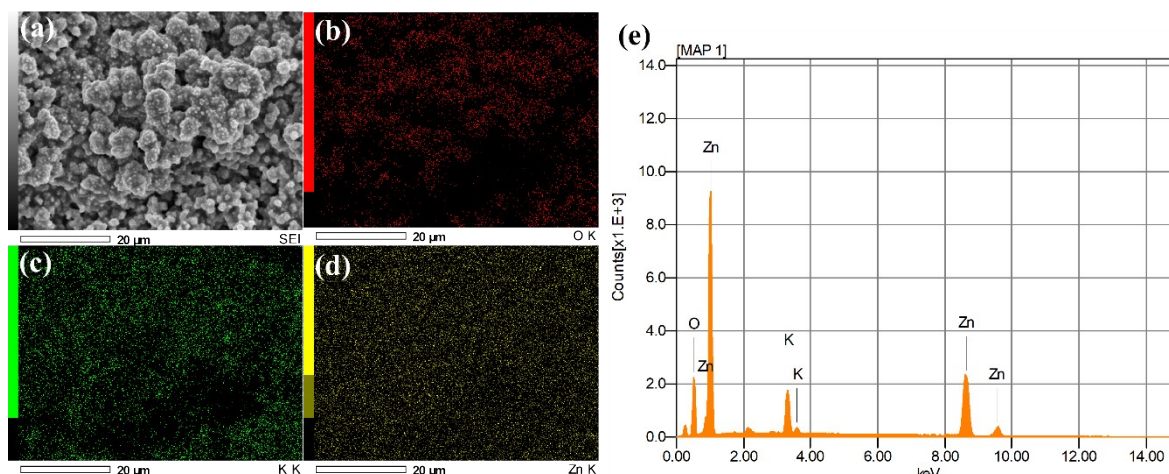 (a)
20 µm
SEI
(b)
20 µm
O K
(c)
20 µm
K K
(d)
20 µm
Zn K
(e)
[MAP 1]
14.0
12.0
10.0
8.0
6.0
4.0
2.0
0.0
Counts[x1.E+3]
O
Zn
Zn
K
K
Zn
Zn
0.00
2.00
4.00
6.00
8.00
10.00
12.00
14.00
keV